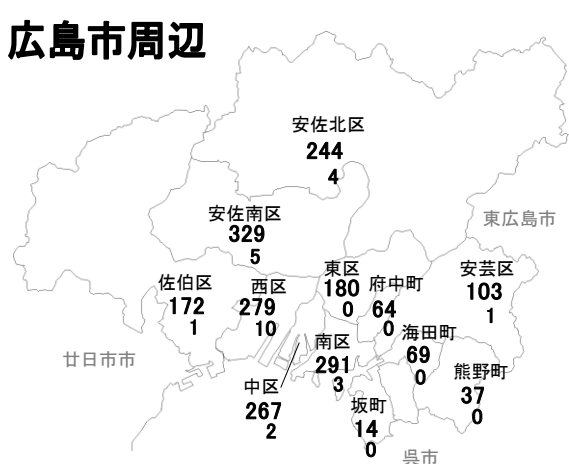 広島市周辺
安佐北区
244
4
安佐南区
329
5
東広島市
佐伯区
172
1
西区
279
10
東区
180
0
府中町
64
0
安芸区
103
1
廿日市市
中区
267
2
南区
291
3
海田町
69
0
熊野町
37
0
坂町
14
0
呉市